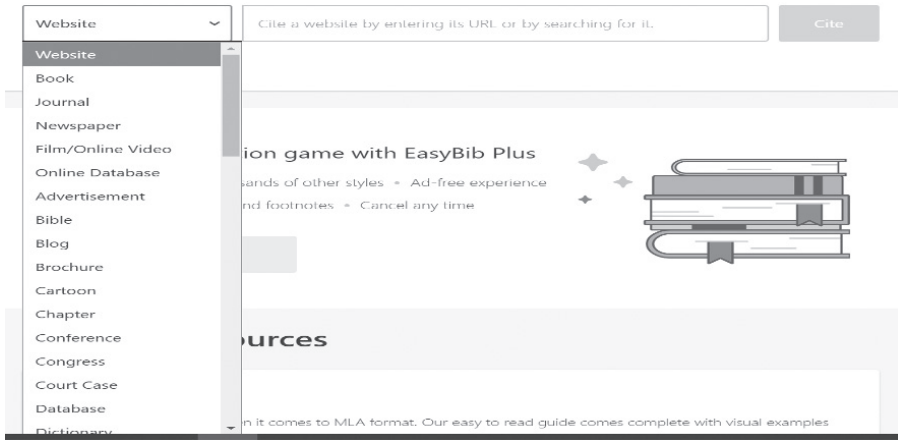 Website
Cite a website by entering its URL or by searching for it.
Cite
Website
Book
Journal
Newspaper
Film/Online Video
Online Database
Advertisement
Bible
Blog
Brochure
Cartoon
Chapter
Conference
Congress
Court Case
Database
Dictionary
ion game with EasyBib Plus
sands of other styles • Ad-free experience
nd footnotes • Cancel any time
ources
n it comes to MLA format. Our easy to read guide comes complete with visual examples